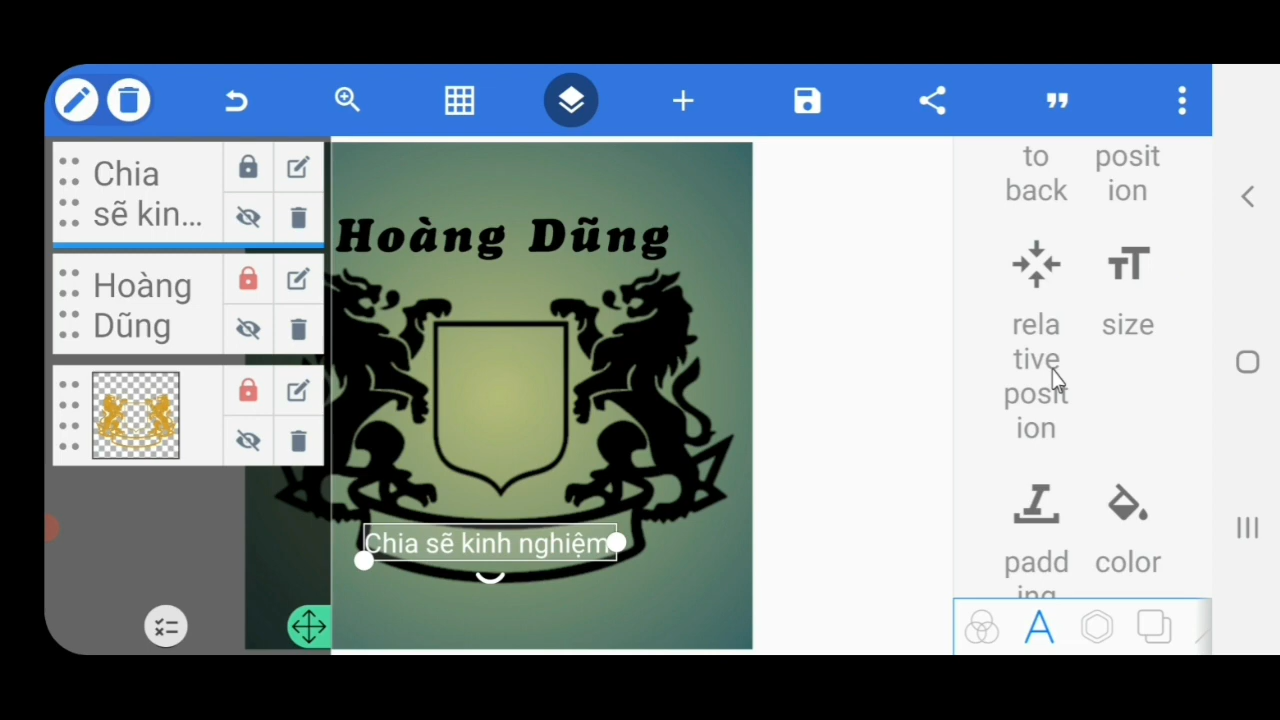 Chia
sẽ kin...
Hoàng
Dũng
Hoàng Dũng
Chia sẽ kinh nghiệm
to
back
posit
ion
rela
tive
posit
ion
size
padd
ing
color